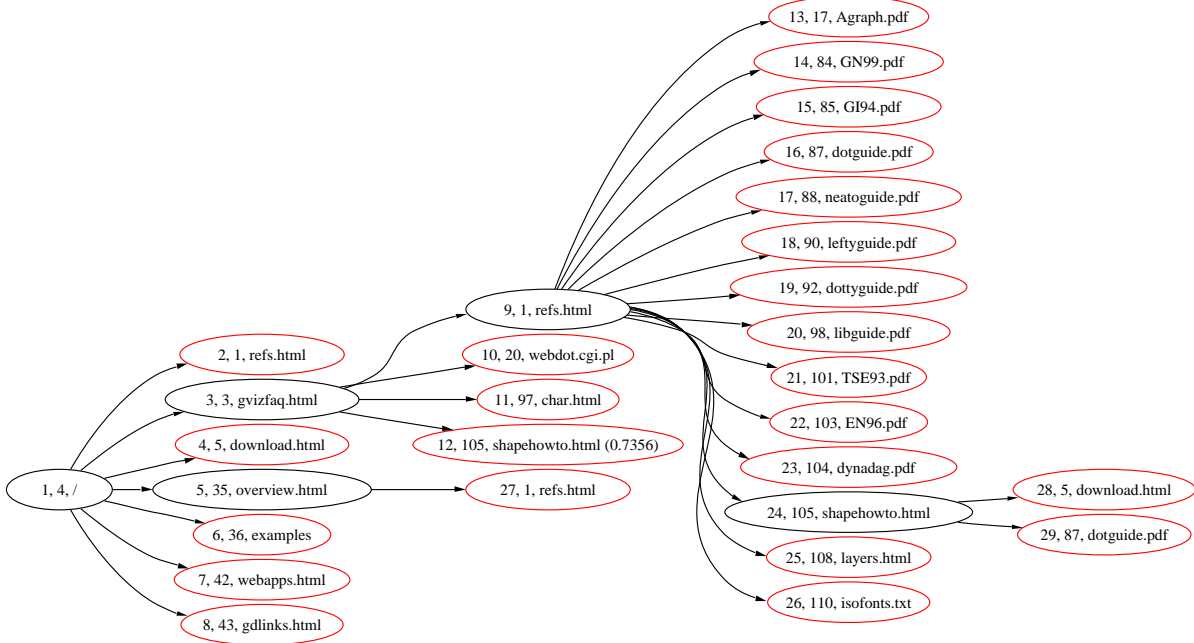 13, 17, Agraph.pdf
14, 84, GN99.pdf
15, 85, GI94.pdf
16, 87, dotguide.pdf
17, 88, neatoguide.pdf
18, 90, leftyguide.pdf
19, 92, dottyguide.pdf
9, 1, refs.html
20, 98, libguide.pdf
2, 1, refs.html
10, 20, webdot.cgi.pl
21, 101, TSE93.pdf
3, 3, gvizfaq.html
11, 97, char.html
22, 103, EN96.pdf
4, 5, download.html
12, 105, shapehowto.html (0.7356)
23, 104, dynadag.pdf
1, 4, /
5, 35, overview.html
27, 1, refs.html
28, 5, download.html
24, 105, shapehowto.html
6, 36, examples
29, 87, dotguide.pdf
25, 108, layers.html
7, 42, webapps.html
26, 110, isofonts.txt
8, 43, gdlinks.html